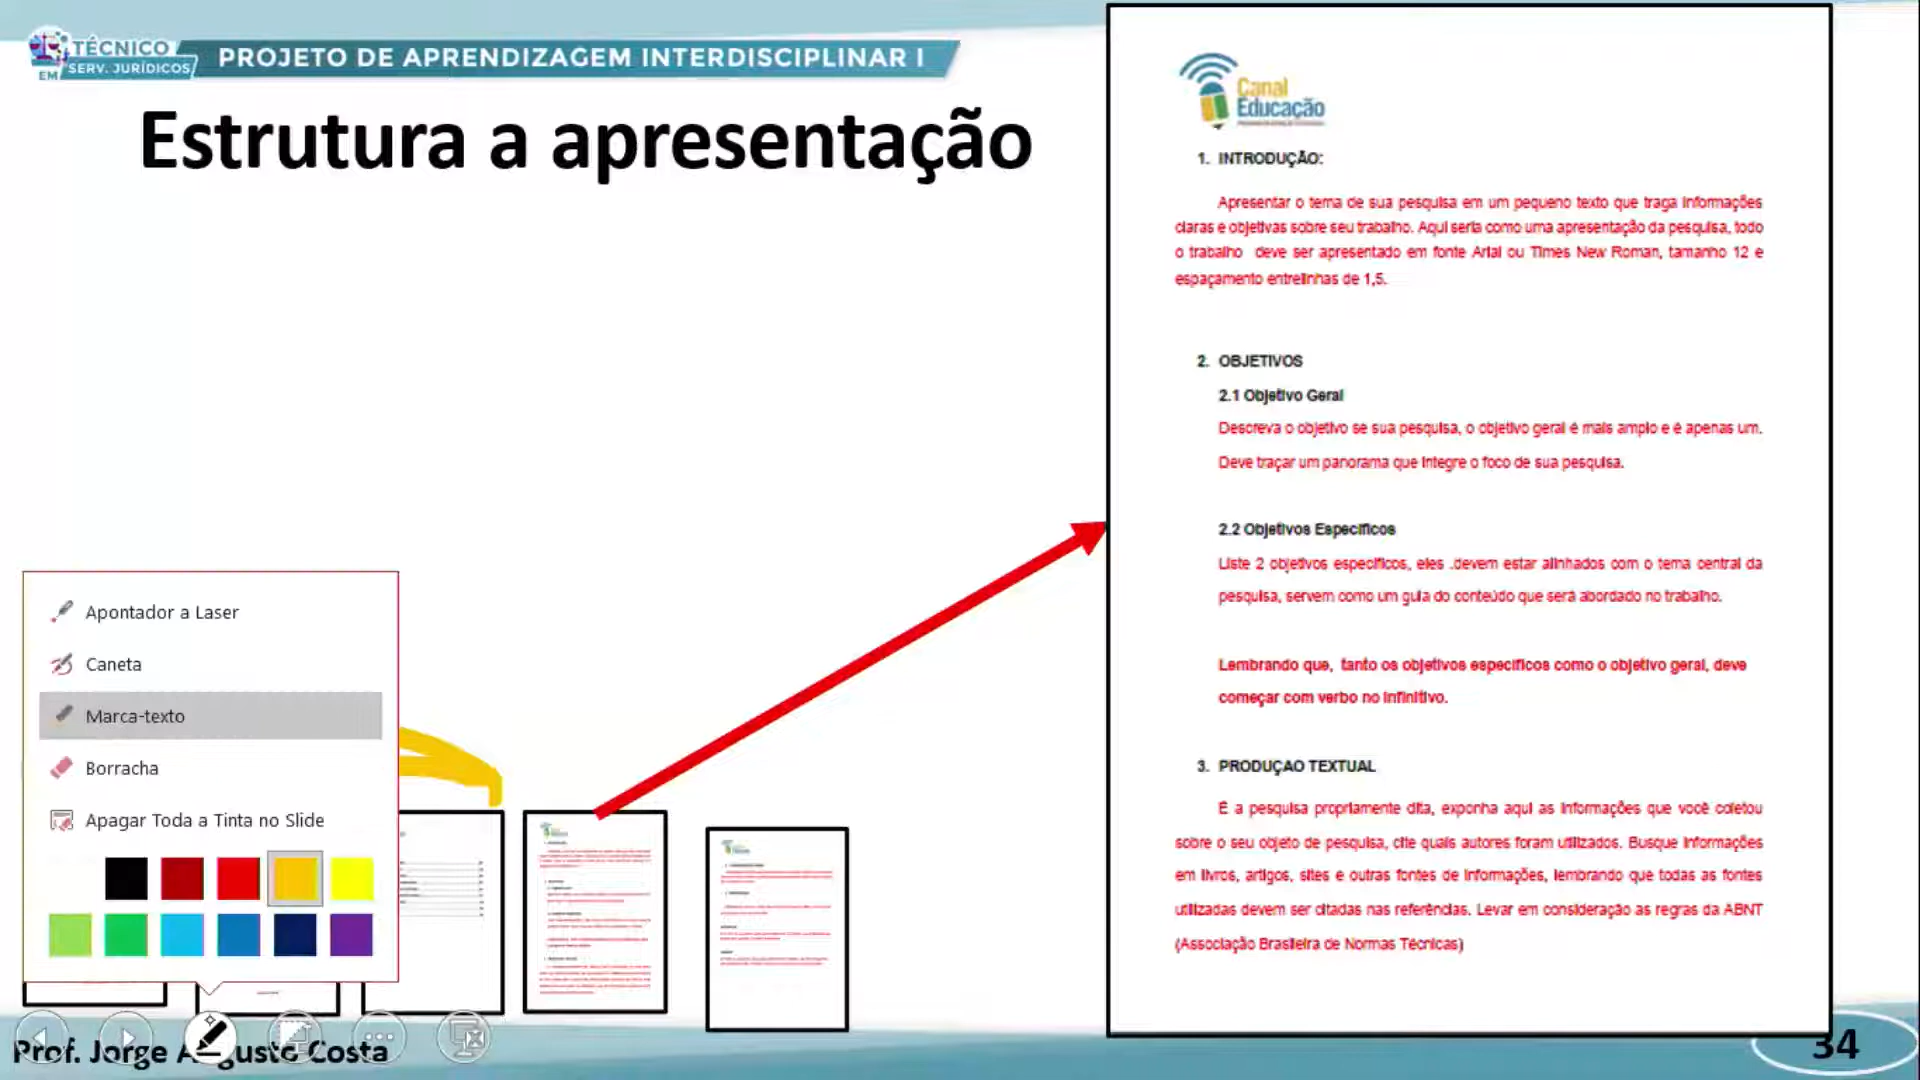 TÉCNICO
EM SERV. JURÍDICOS
PROJETO DE APRENDIZAGEM INTERDISCIPLINAR I
Estrutura a apresentação
Canal
Educação
1. INTRODUÇÃO:
Apresentar o tema de sua pesquisa em um pequeno texto que traga informações
claras e objetivas sobre seu trabalho. Aqui seria como uma apresentação da pesquisa, todo
o trabalho deve ser apresentado em fonte Arial ou Times New Roman, tamanho 12 e
espaçamento entrelinhas de 1,5.
2. OBJETIVOS
2.1 Objetivo Geral
Descreva o objetivo se sua pesquisa, o objetivo geral é mais amplo e é apenas um.
Deve traçar um panorama que integre o foco de sua pesquisa.
2.2 Objetivos Específicos
Liste 2 objetivos específicos, eles .devem estar alinhados com o tema central da
pesquisa, servem como um guia do conteúdo que será abordado no trabalho.
Lembrando que, tanto os objetivos específicos como o objetivo geral, deve
começar com verbo no infinitivo.
3. PRODUÇAO TEXTUAL
É a pesquisa propriamente dita, exponha aqui as informações que você coletou
sobre o seu objeto de pesquisa, cite quais autores foram utilizados. Busque informações
em livros, artigos, sites e outras fontes de informações, lembrando que todas as fontes
utilizadas devem ser citadas nas referências. Levar em consideração as regras da ABNT
(Associação Brasileira de Normas Técnicas)
Apontador a Laser
Caneta
Marca-texto
Borracha
Apagar Toda a Tinta no Slide
Prof. Jorge Augusto Costa
34